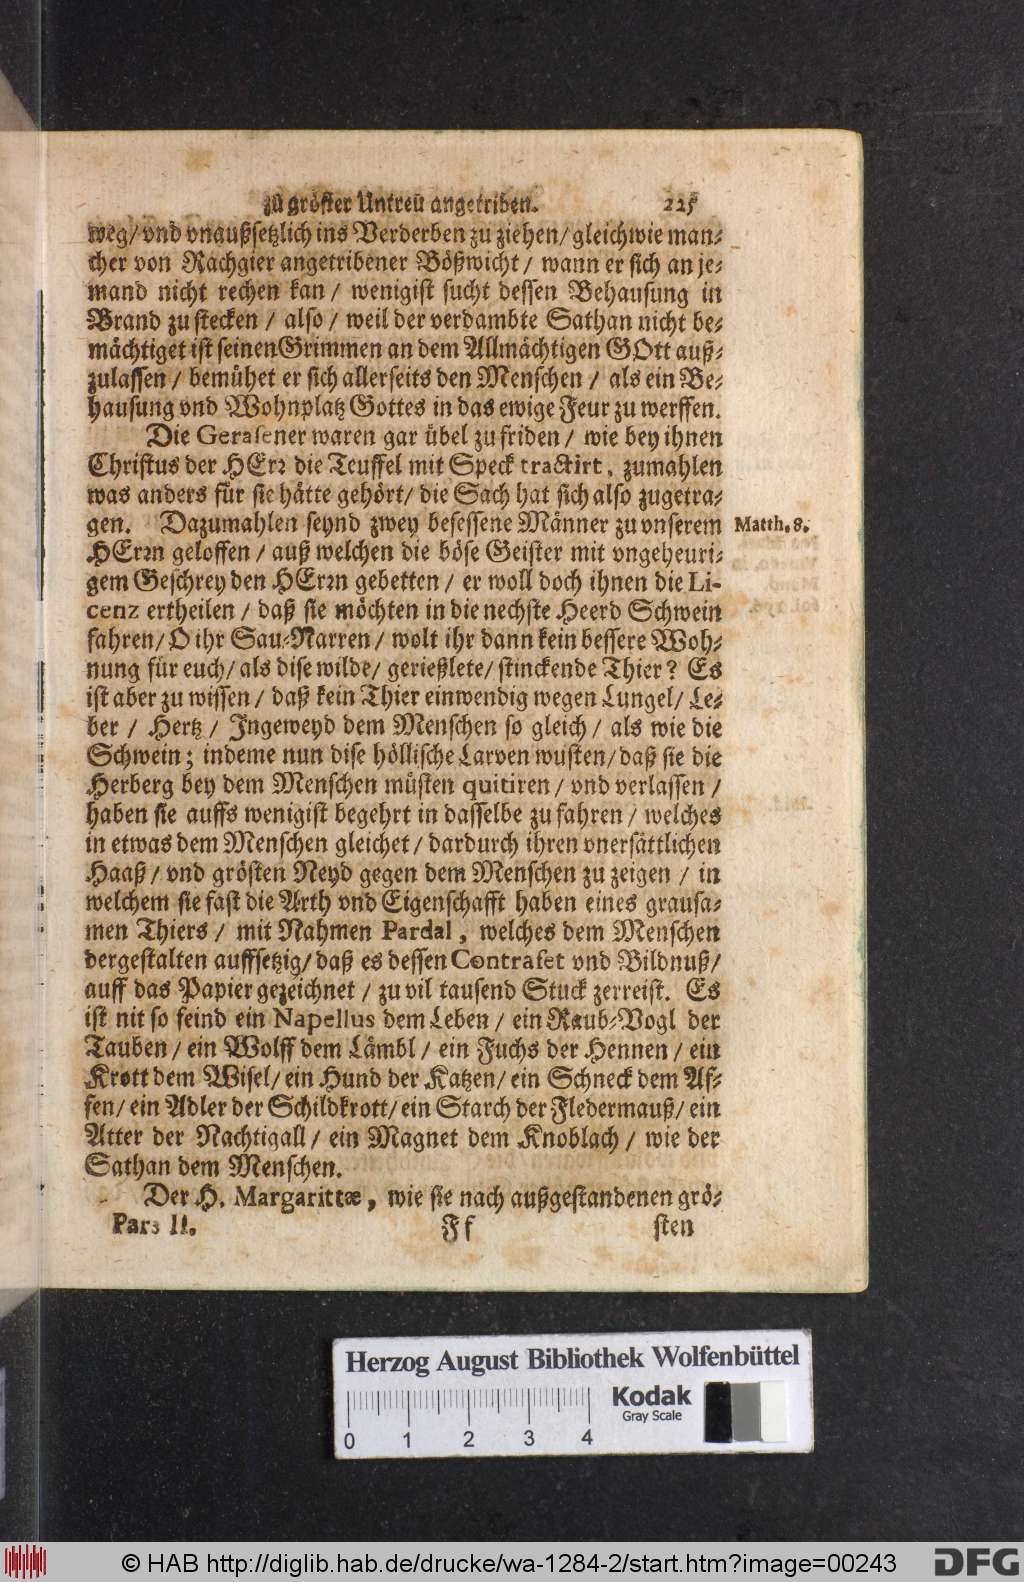 zů gröster Untreů angetriben. 225
weg/ vnd vnaußsetzlich ins Verderben zu ziehen/ gleichwie man-
cher von Rachgier angetribener Bößwicht/ wann er sich an je-
mand nicht rechen kan/ wenigist sucht dessen Behausung in
Brand zu stecken/ also/ weil der verdambte Sathan nicht be-
mächtiget ist seinen Grimmen an dem Allmächtigen GOtt auß-
zulassen/ bemühet er sich allerseits den Menschen/ als ein Be-
hausung vnd Wohnplatz Gottes in das ewige Feur zu werffen.
Die Gerasener waren gar übel zu friden/ wie bey ihnen
Christus der HErr die Teuffel mit Speck tractirt, zumahlen
was anders für sie hätte gehört/ die Sach hat sich also zugetra-
gen. Dazumahlen seynd zwey besessene Männer zu vnserem
Matth. 8.
HErrn geloffen/ auß welchen die böse Geister mit vngeheuri-
gem Geschrey den HErrn gebetten/ er woll doch ihnen die Li-
cenz ertheilen/ daß sie möchten in die nechste Heerd Schwein
fahren/ O ihr Sau-Narren/ wolt ihr dann kein bessere Woh-
nung für euch/ als dise wilde/ gerießlete/ stinckende Thier? Es
ist aber zu wissen/ daß kein Thier einwendig wegen Lungel/ Le-
ber/ Hertz/ Ingeweyd dem Menschen so gleich/ als wie die
Schwein; indeme nun dise höllische Larven wusten/ daß sie die
Herberg bey dem Menschen müsten quitiren/ vnd verlassen/
haben sie auffs wenigist begehrt in dasselbe zu fahren/ welches
in etwas dem Menschen gleichet/ dardurch ihren vnersättlichen
Haaß/ vnd grösten Neyd gegen dem Menschen zu zeigen/ in
welchem sie fast die Arth vnd Eigenschafft haben eines grausa-
men Thiers/ mit Nahmen Pardal, welches dem Menschen
dergestalten auffsetzig/ daß es dessen Contrafet vnd Bildnuß/
auff das Papier gezeichnet/ zu vil tausend Stuck zerreist. Es
ist nit so feind ein Napellus dem Leben/ ein Raub-Vogl der
Tauben/ ein Wolff dem Lämbl/ ein Fuchs der Hennen/ ein
Krott dem Wisel/ ein Hund der Katzen/ ein Schneck dem Af-
fen/ ein Adler der Schildkrott/ ein Starch der Fledermauß/ ein
Atter der Nachtigall/ ein Magnet dem Knoblach/ wie der
Sathan dem Menschen.
Der H. Margarittæ, wie sie nach außgestandenen grö-
Pars II. Ff sten
Herzog August Bibliothek Wolfenbüttel
Kodak
Gray Scale
0 1 2 3 4
© HAB http://diglib.hab.de/drucke/wa-1284-2/start.htm?image=00243
DFG